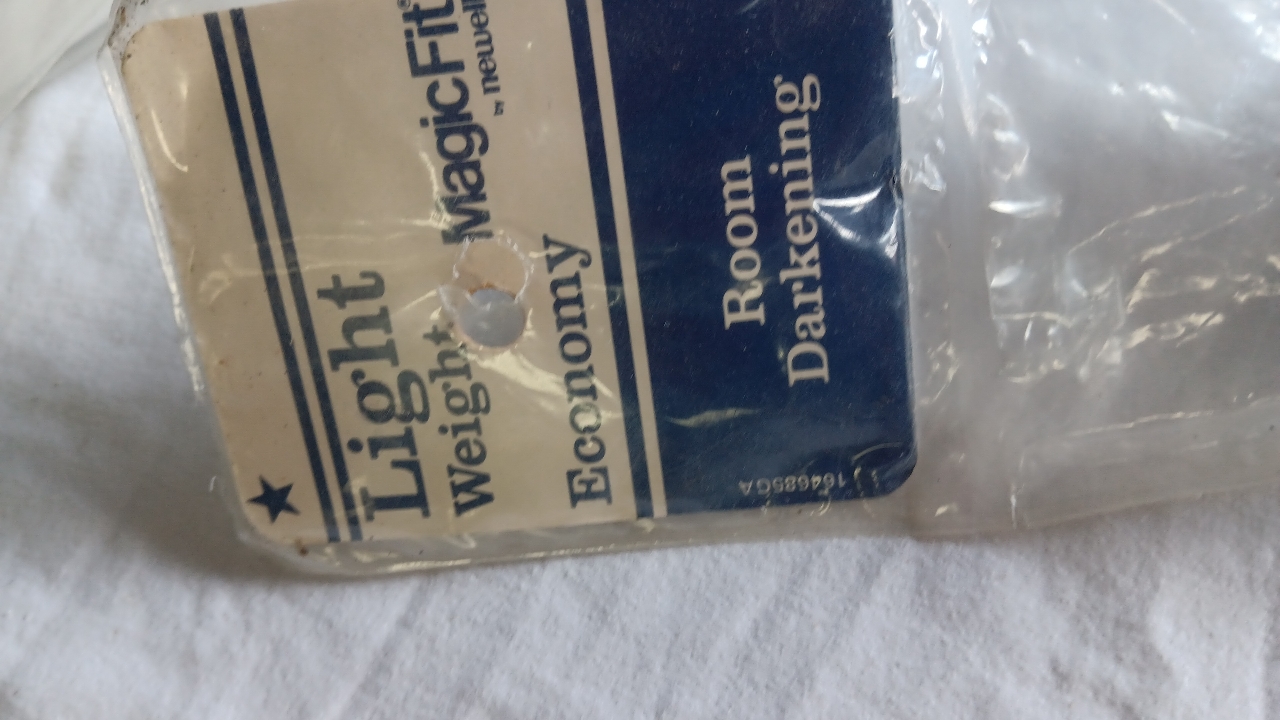 Light
Weight
MagicFit®
by newell
Economy
Room
Darkening
164685GA